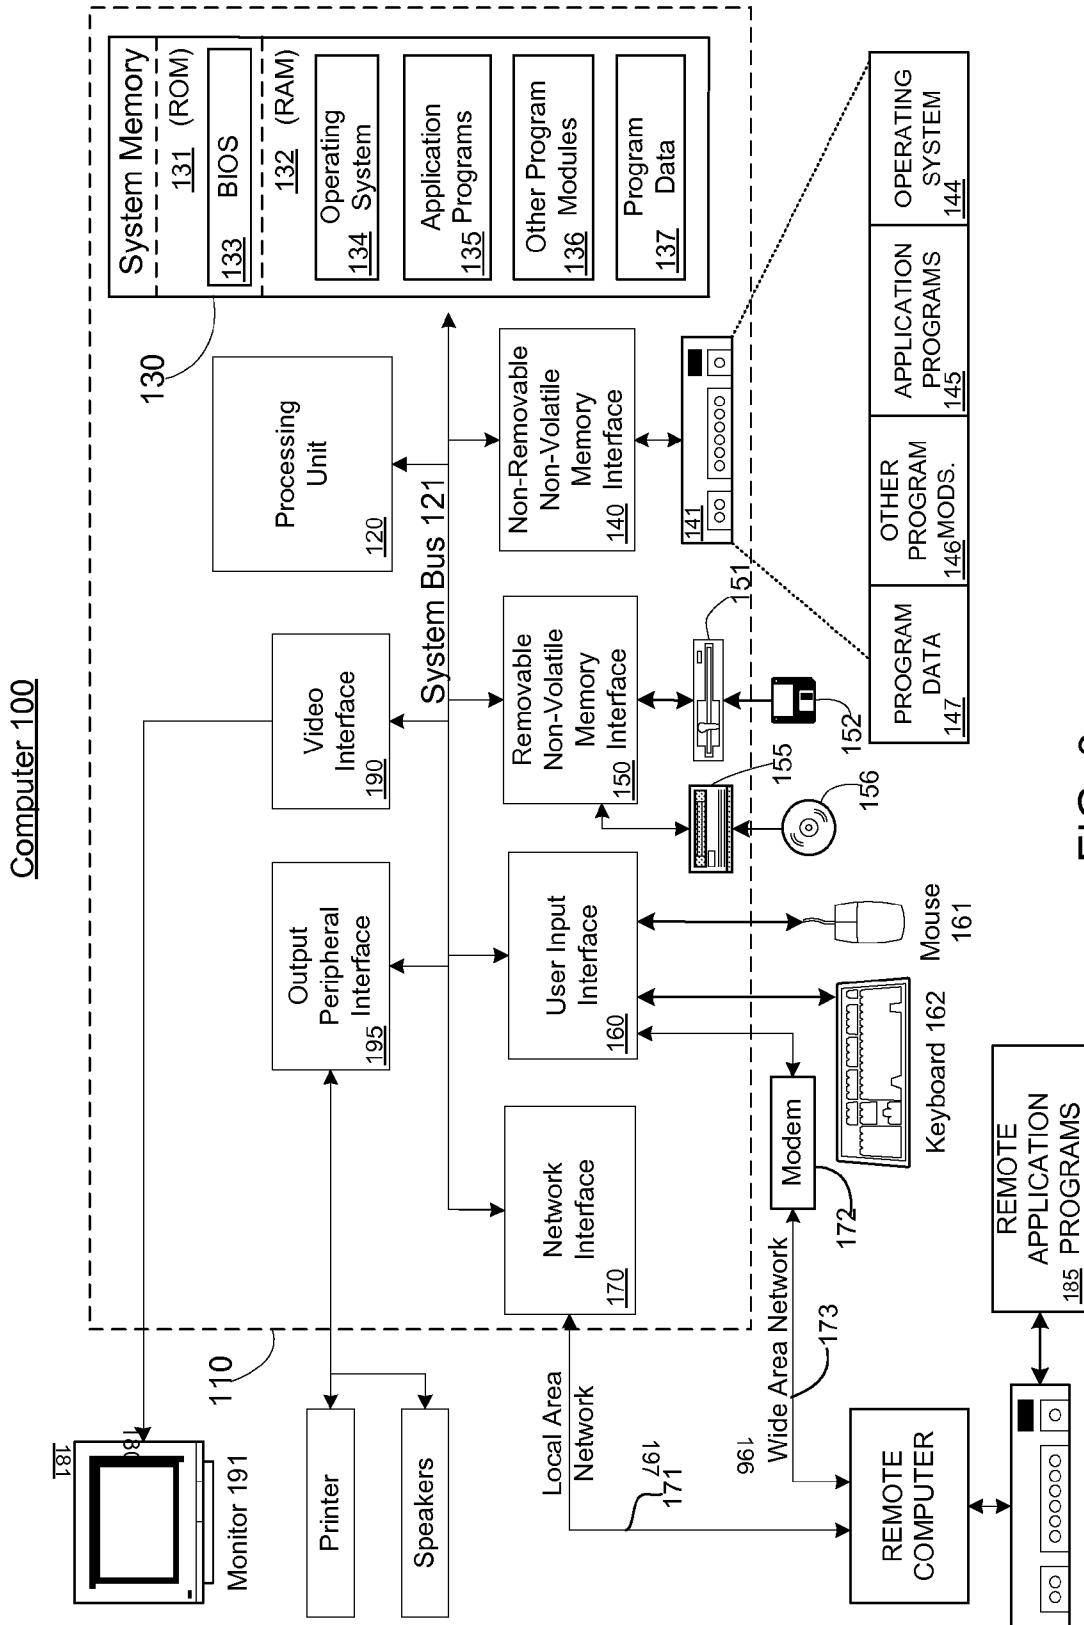 Computer 100
System Memory
131 (ROM)
BIOS
133
132 (RAM)
Operating
System
134
Application
Programs
135
Other Program
Modules
136
Program
Data
137
130
Processing
Unit
120
Video
Interface
190
Output
Peripheral
Interface
195
System Bus 121
Non-Removable
Non-Volatile
Memory
Interface
140
Removable
Non-Volatile
Memory
Interface
150
User Input
Interface
160
Network
Interface
170
110
181
180
Monitor 191
Printer
Speakers
Local Area
Network
197
171
196
Wide Area Network
173
Modem
172
Keyboard 162
Mouse
161
155
156
151
152
141
OPERATING
SYSTEM
144
APPLICATION
PROGRAMS
145
OTHER
PROGRAM
146 MODS.
PROGRAM
DATA
147
REMOTE
COMPUTER
REMOTE
APPLICATION
185 PROGRAMS